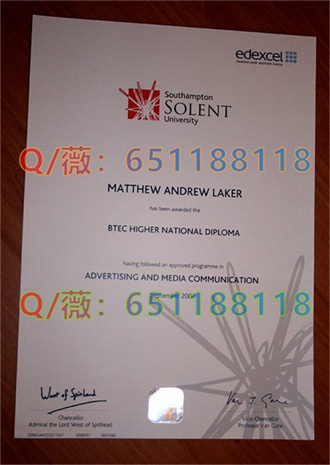 edexcel
Southampton
SOLENT
University
Q/薇：651188118
MATTHEW ANDREW LAKER
has been awarded the
BTEC HIGHER NATIONAL DIPLOMA
having followed an approved programme in
ADVERTISING AND MEDIA COMMUNICATION
Q/薇：651188118
Chancellor
Admiral the Lord West of Spithead
Vice-Chancellor
Professor Van Gore